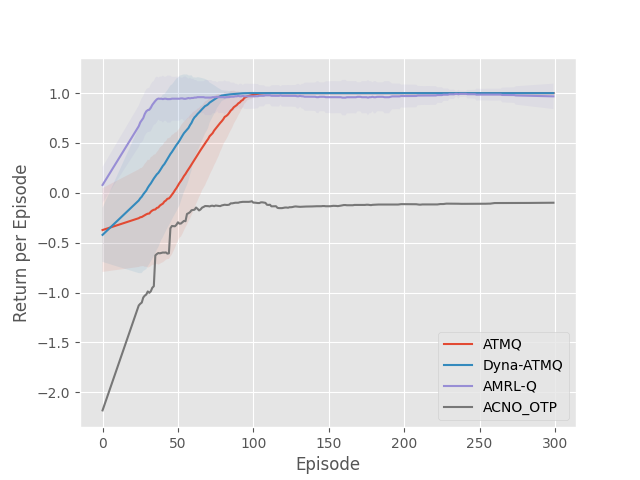 Return per Episode
1.0
0.5
0.0
−0.5
−1.0
−1.5
−2.0
ATMQ
Dyna-ATMQ
AMRL-Q
ACNO_OTP
0 50 100 150 200 250 300
Episode